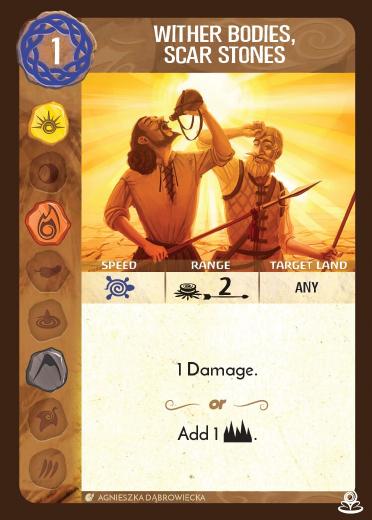 1
WITHER BODIES,
SCAR STONES
SPEED RANGE TARGET LAND
2 ANY
1 Damage.
or
Add 1 .
AGNIESZKA DĄBROWIECKA